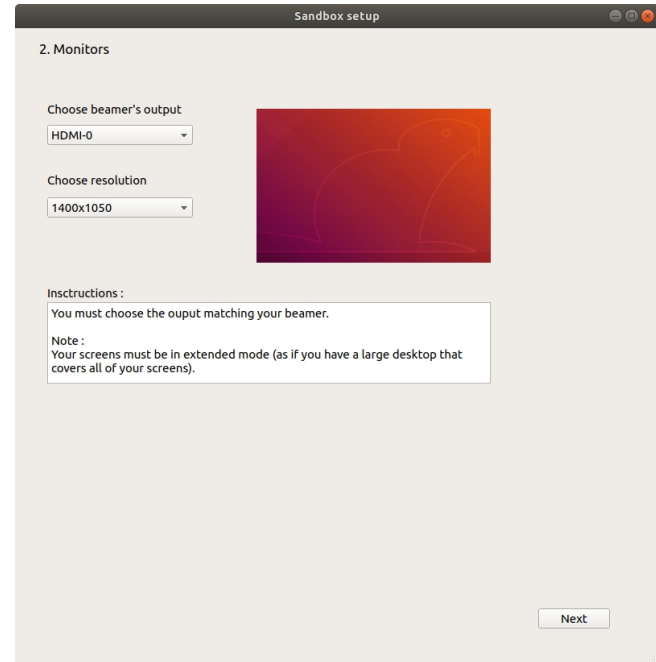 Sandbox setup
2. Monitors
Choose beamer's output
HDMI-0
Choose resolution
1400x1050
Insctructions :
You must choose the ouput matching your beamer.
Note :
Your screens must be in extended mode (as if you have a large desktop that
covers all of your screens).
Next